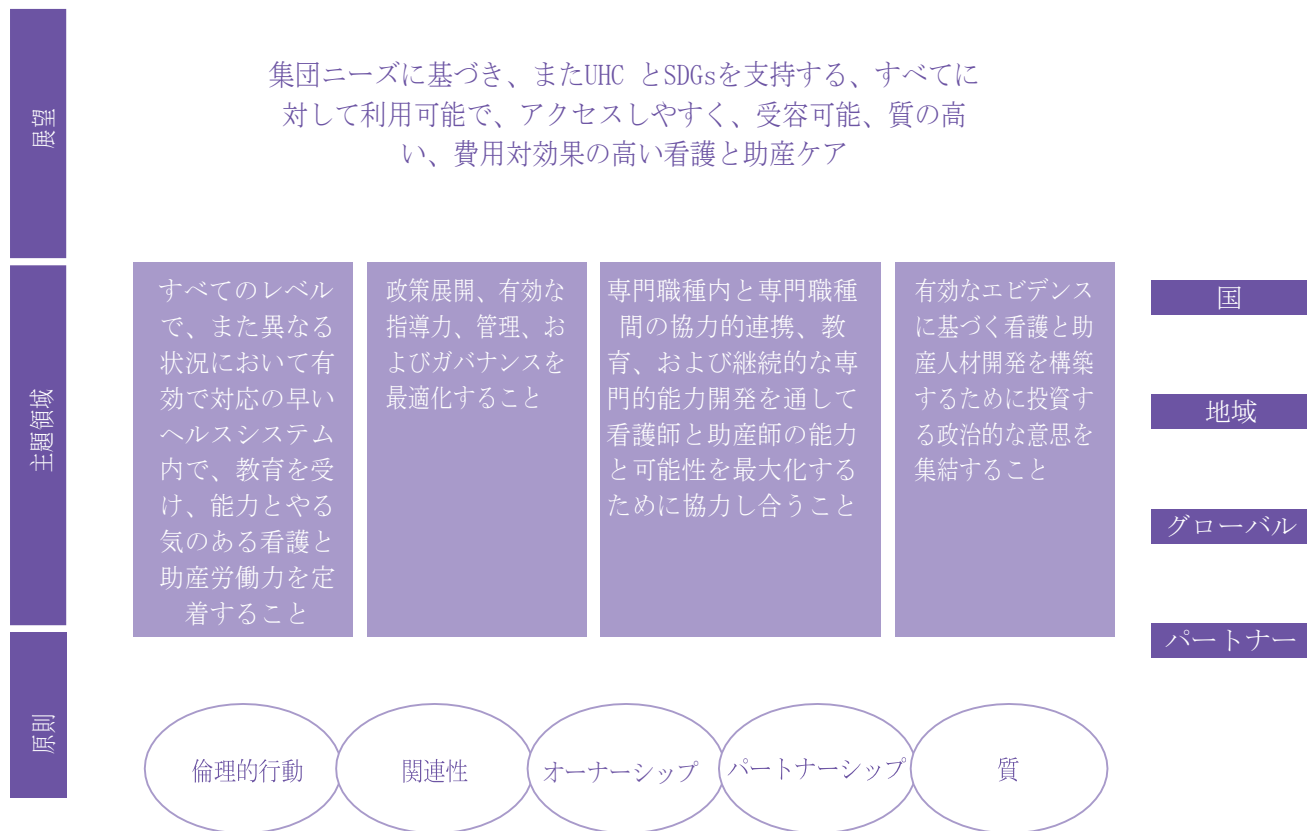 展望
集団ニーズに基づき、またUHC とSDGsを支持する、すべてに
対して利用可能で、アクセスしやすく、受容可能、質の高
い、費用対効果の高い看護と助産ケア
主題領域
すべてのレベル
で、また異なる
状況において有
効で対応の早い
ヘルスシステム
内で、教育を受
け、能力とやる
気のある看護と
助産労働力を定
着すること
政策展開、有効な
指導力、管理、お
よびガバナンスを
最適化すること
専門職種内と専門職種
間の協力的連携、教
育、および継続的な専
門的能力開発を通して
看護師と助産師の能力
と可能性を最大化する
ために協力し合うこと
有効なエビデンス
に基づく看護と助
産人材開発を構築
するために投資す
る政治的な意思を
集結すること
国
地域
グローバル
パートナー
原則
倫理的行動
関連性
オーナーシップ
パートナーシップ
質